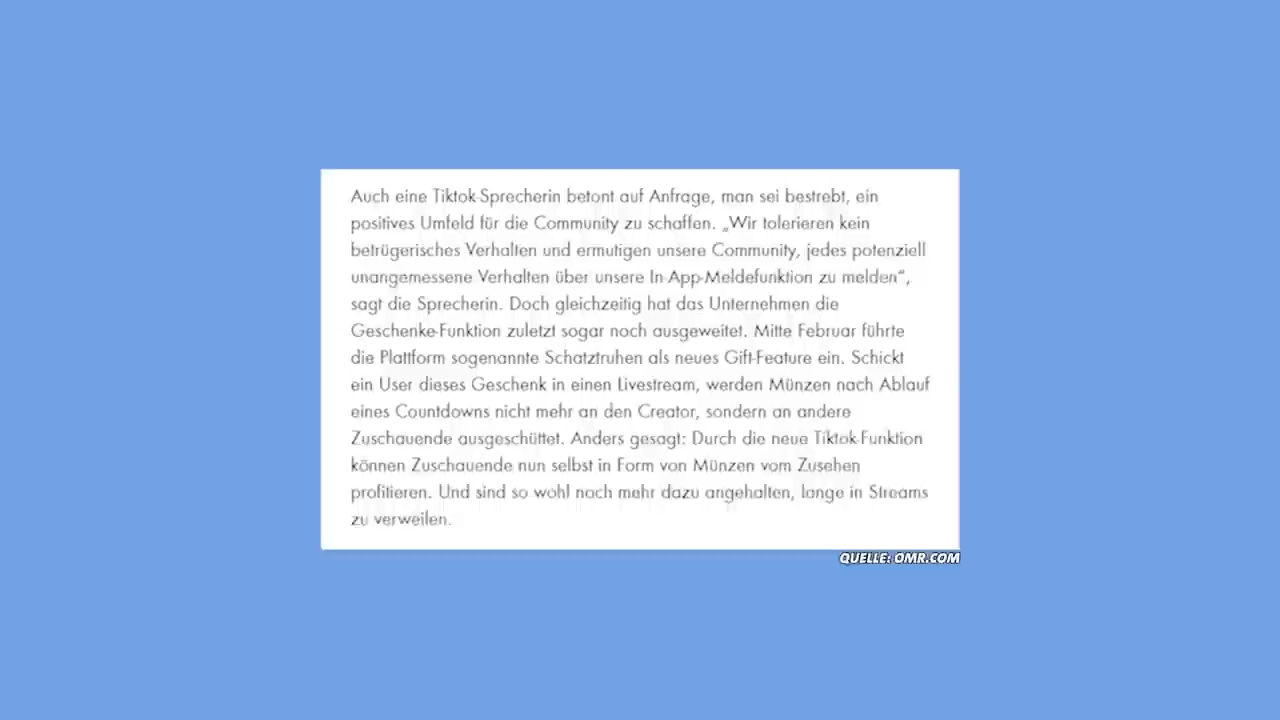 Auch eine Tiktok-Sprecherin betont auf Anfrage, man sei bestrebt, ein
positives Umfeld für die Community zu schaffen. „Wir tolerieren kein
betrügerisches Verhalten und ermutigen unsere Community, jedes potenziell
unangemessene Verhalten über unsere In-App-Meldefunktion zu melden“,
sagt die Sprecherin. Doch gleichzeitig hat das Unternehmen die
Geschenke-Funktion zuletzt sogar noch ausgeweitet. Mitte Februar führte
die Plattform sogenannte Schatztruhen als neues Gift-Feature ein. Schickt
ein User dieses Geschenk in einen Livestream, werden Münzen nach Ablauf
eines Countdowns nicht mehr an den Creator, sondern an andere
Zuschauende ausgeschüttet. Anders gesagt: Durch die neue Tiktok-Funktion
können Zuschauende nun selbst in Form von Münzen vom Zusehen
profitieren. Und sind so wohl noch mehr dazu angehalten, lange in Streams
zu verweilen.
QUELLE: OMR.COM